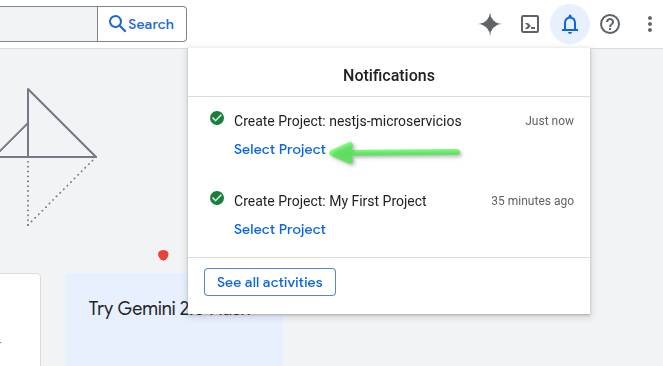 Search
Notifications
Create Project: nestjs-microservicios
Just now
Select Project
Create Project: My First Project
35 minutes ago
Select Project
See all activities
Try Gemini 2.